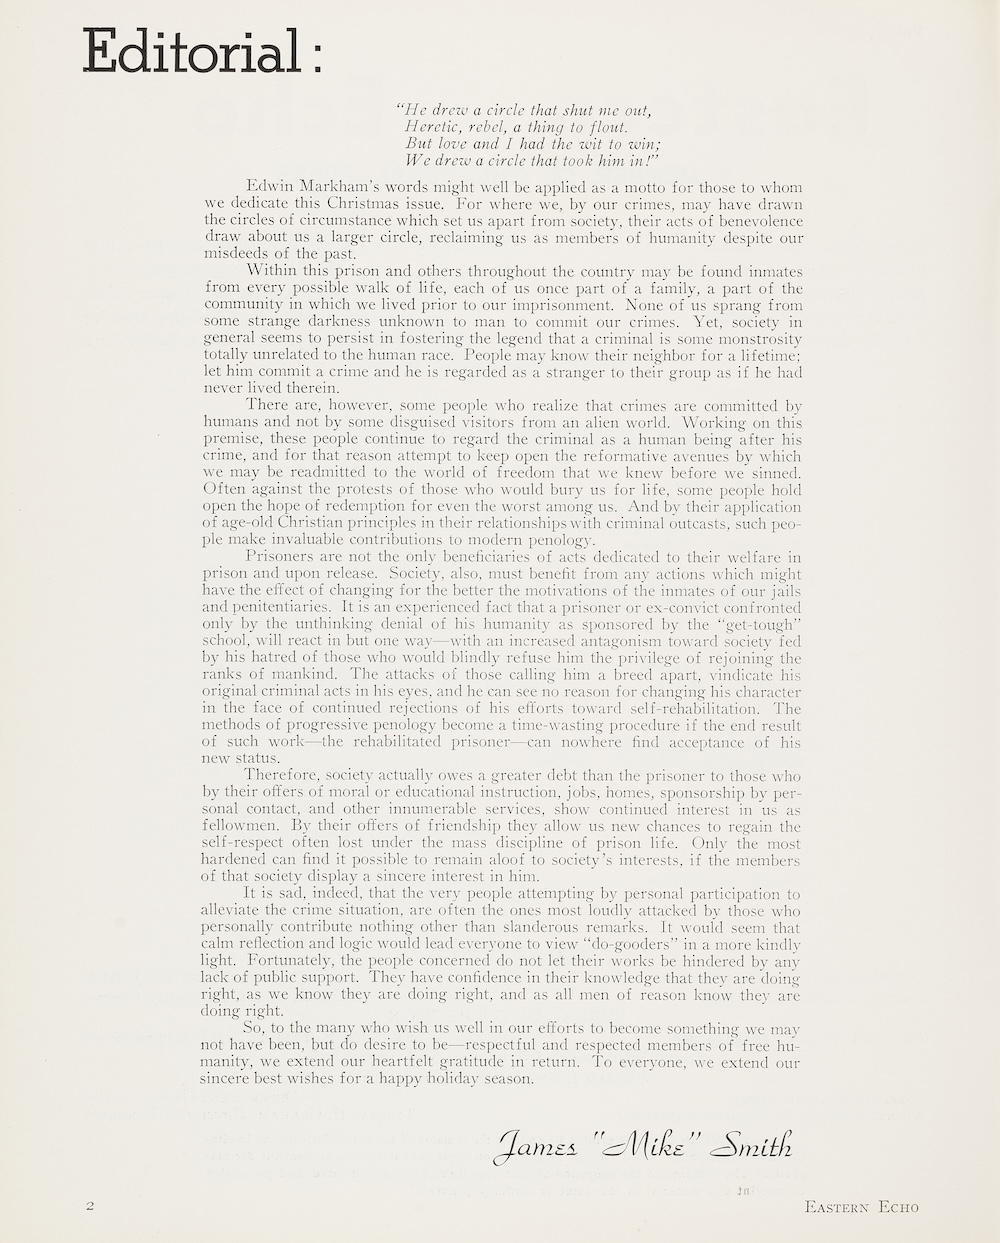 Editorial:
“He drew a circle that shut me out,
Heretic, rebel, a thing to flout.
But love and I had the wit to win;
We drew a circle that took him in!”
Edwin Markham’s words might well be applied as a motto for those to whom
we dedicate this Christmas issue. For where we, by our crimes, may have drawn
the circles of circumstance which set us apart from society, their acts of benevolence
draw about us a larger circle, reclaiming us as members of humanity despite our
misdeeds of the past.
Within this prison and others throughout the country may be found inmates
from every possible walk of life, each of us once part of a family, a part of the
community in which we lived prior to our imprisonment. None of us sprang from
some strange darkness unknown to man to commit our crimes. Yet, society in
general seems to persist in fostering the legend that a criminal is some monstrosity
totally unrelated to the human race. People may know their neighbor for a lifetime;
let him commit a crime and he is regarded as a stranger to their group as if he had
never lived therein.
There are, however, some people who realize that crimes are committed by
humans and not by some disguised visitors from an alien world. Working on this
premise, these people continue to regard the criminal as a human being after his
crime, and for that reason attempt to keep open the reformative avenues by which
we may be readmitted to the world of freedom that we knew before we sinned.
Often against the protests of those who would bury us for life, some people hold
open the hope of redemption for even the worst among us. And by their application
of age-old Christian principles in their relationships with criminal outcasts, such peo-
ple make invaluable contributions to modern penology.
Prisoners are not the only beneficiaries of acts dedicated to their welfare in
prison and upon release. Society, also, must benefit from any actions which might
have the effect of changing for the better the motivations of the inmates of our jails
and penitentiaries. It is an experienced fact that a prisoner or ex-convict confronted
only by the unthinking denial of his humanity as sponsored by the “get-tough”
school, will react in but one way—with an increased antagonism toward society fed
by his hatred of those who would blindly refuse him the privilege of rejoining the
ranks of mankind. The attacks of those calling him a breed apart, vindicate his
original criminal acts in his eyes, and he can see no reason for changing his character
in the face of continued rejections of his efforts toward self-rehabilitation. The
methods of progressive penology become a time-wasting procedure if the end result
of such work—the rehabilitated prisoner—can nowhere find acceptance of his
new status.
Therefore, society actually owes a greater debt than the prisoner to those who
by their offers of moral or educational instruction, jobs, homes, sponsorship by per-
sonal contact, and other innumerable services, show continued interest in us as
fellowmen. By their offers of friendship they allow us new chances to regain the
self-respect often lost under the mass discipline of prison life. Only the most
hardened can find it possible to remain aloof to society’s interests, if the members
of that society display a sincere interest in him.
It is sad, indeed, that the very people attempting by personal participation to
alleviate the crime situation, are often the ones most loudly attacked by those who
personally contribute nothing other than slanderous remarks. It would seem that
calm reflection and logic would lead everyone to view “do-gooders” in a more kindly
light. Fortunately, the people concerned do not let their works be hindered by any
lack of public support. They have confidence in their knowledge that they are doing
right, as we know they are doing right, and as all men of reason know they are
doing right.
So, to the many who wish us well in our efforts to become something we may
not have been, but do desire to be—respectful and respected members of free hu-
manity, we extend our heartfelt gratitude in return. To everyone, we extend our
sincere best wishes for a happy holiday season.
James “Mike” Smith
2
EASTERN ECHO